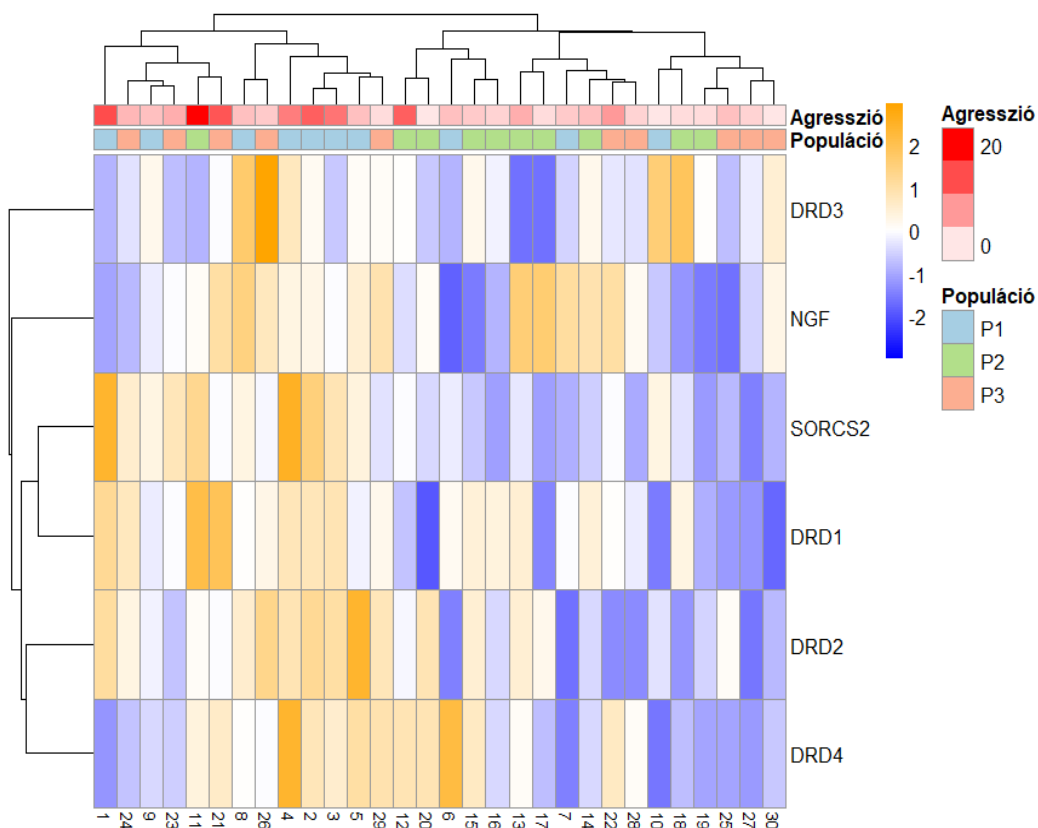 Agresszió
Populáció
DRD3
NGF
SORCS2
DRD1
DRD2
DRD4
1 24 9 23 11 21 8 26 4 2 3 5 29 12 20 6 15 16 13 17 7 14 22 28 10 18 19 25 27 30
2
1
0
-1
-2
Agresszió
20
0
Populáció
P1
P2
P3